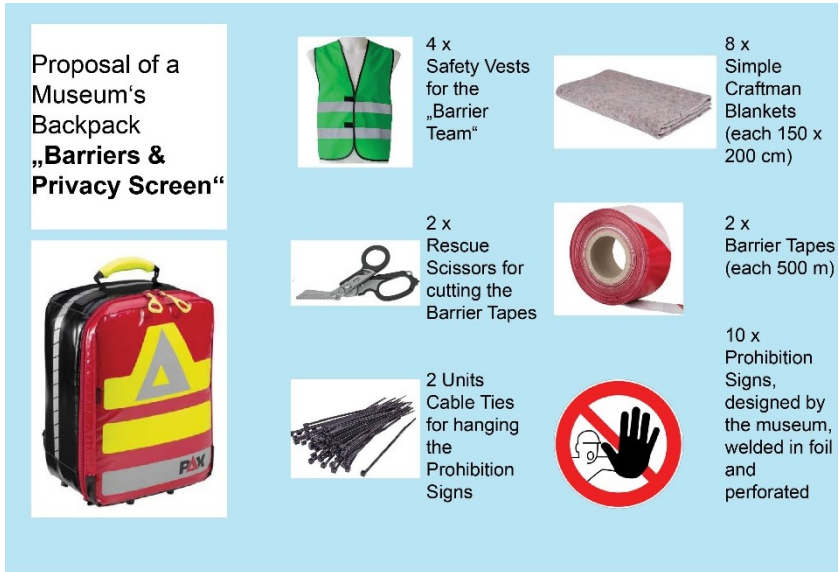 Proposal of a
Museum‘s
Backpack
„Barriers &
Privacy Screen“
4 x
Safety Vests
for the
„Barrier
Team“
8 x
Simple
Craftman
Blankets
(each 150 x
200 cm)
2 x
Rescue
Scissors for
cutting the
Barrier Tapes
2 x
Barrier Tapes
(each 500 m)
2 Units
Cable Ties
for hanging
the
Prohibition
Signs
10 x
Prohibition
Signs,
designed by
the museum,
welded in foil
and
perforated
PAX